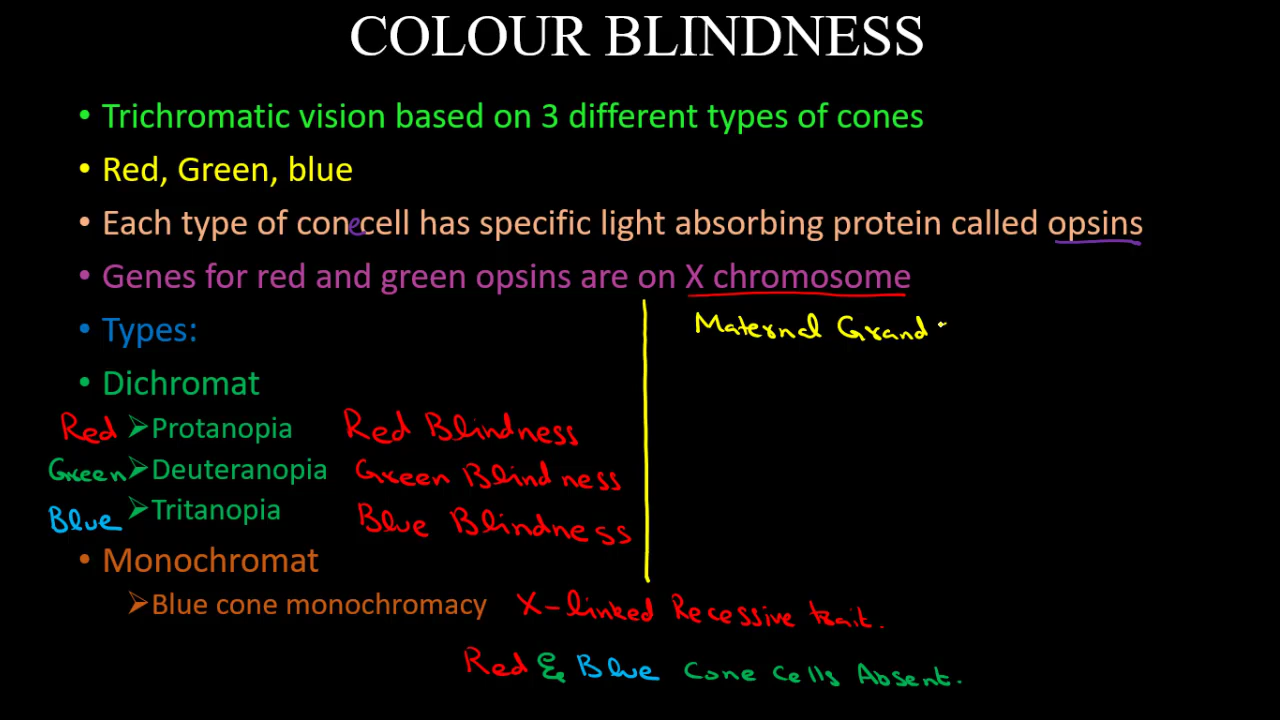 COLOUR BLINDNESS
• Trichromatic vision based on 3 different types of cones
• Red, Green, blue
• Each type of conecell has specific light absorbing protein called opsins
• Genes for red and green opsins are on X chromosome
• Types:
Maternal Grand
• Dichromat
Red ➢Protanopia Red Blindness
Green ➢Deuteranopia Green Blindness
Blue ➢Tritanopia Blue Blindness
• Monochromat
➢Blue cone monochromacy X-linked Recessive trait.
Red & Blue Cone Cells Absent.